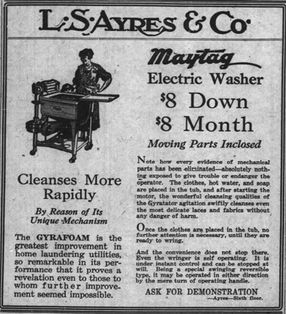 L·S·AYRES & CO·
Maytag
Electric Washer
$8 Down
$8 Month
Moving Parts Inclosed
Note how every evidence of mechanical
parts has been eliminated—absolutely noth-
ing exposed to give trouble or endanger the
operator. The clothes, hot water, and soap
are placed in the tub, and after starting the
motor, the wonderful cleansing qualities of
the Gyratator agitation swiftly cleanses even
the most delicate laces and fabrics without
any danger of harm.
Once the clothes are placed in the tub, no
further attention is necessary, until they are
ready to wring.
And the convenience does not stop there.
Even the wringer is self operating. It is
under instant control and can be stopped at
will. Being a special swinging reversible
type, it may be operated in either direction
by the mere turn of operating handle.
ASK FOR DEMONSTRATION
—Ayres—Sixth floor.
Cleanses More
Rapidly
By Reason of Its
Unique Mechanism
The GYRAFOAM is the
greatest improvement in
home laundering utilities,
so remarkable in its per-
formance that it proves a
revelation even to those to
whom further improve-
ment seemed impossible.